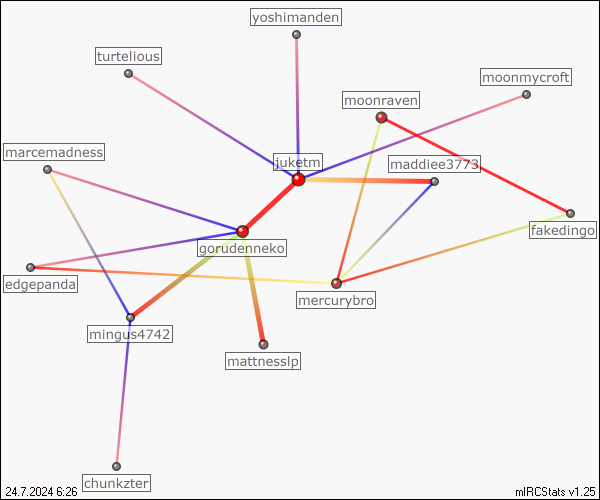 yoshimanden
turtelious
moonmycroft
moonraven
marcemadness
juketm
maddiee3773
fakedingo
gorudenneko
edgepanda
mercurybro
mingus4742
mattnesslp
chunkzter
24.7.2024 6:26
mIRCStats v1.25